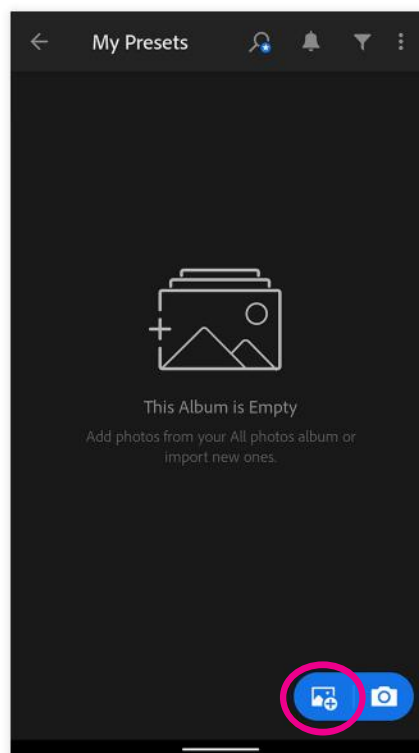 My Presets
This Album is Empty
Add photos from your All photos album or
import new ones.